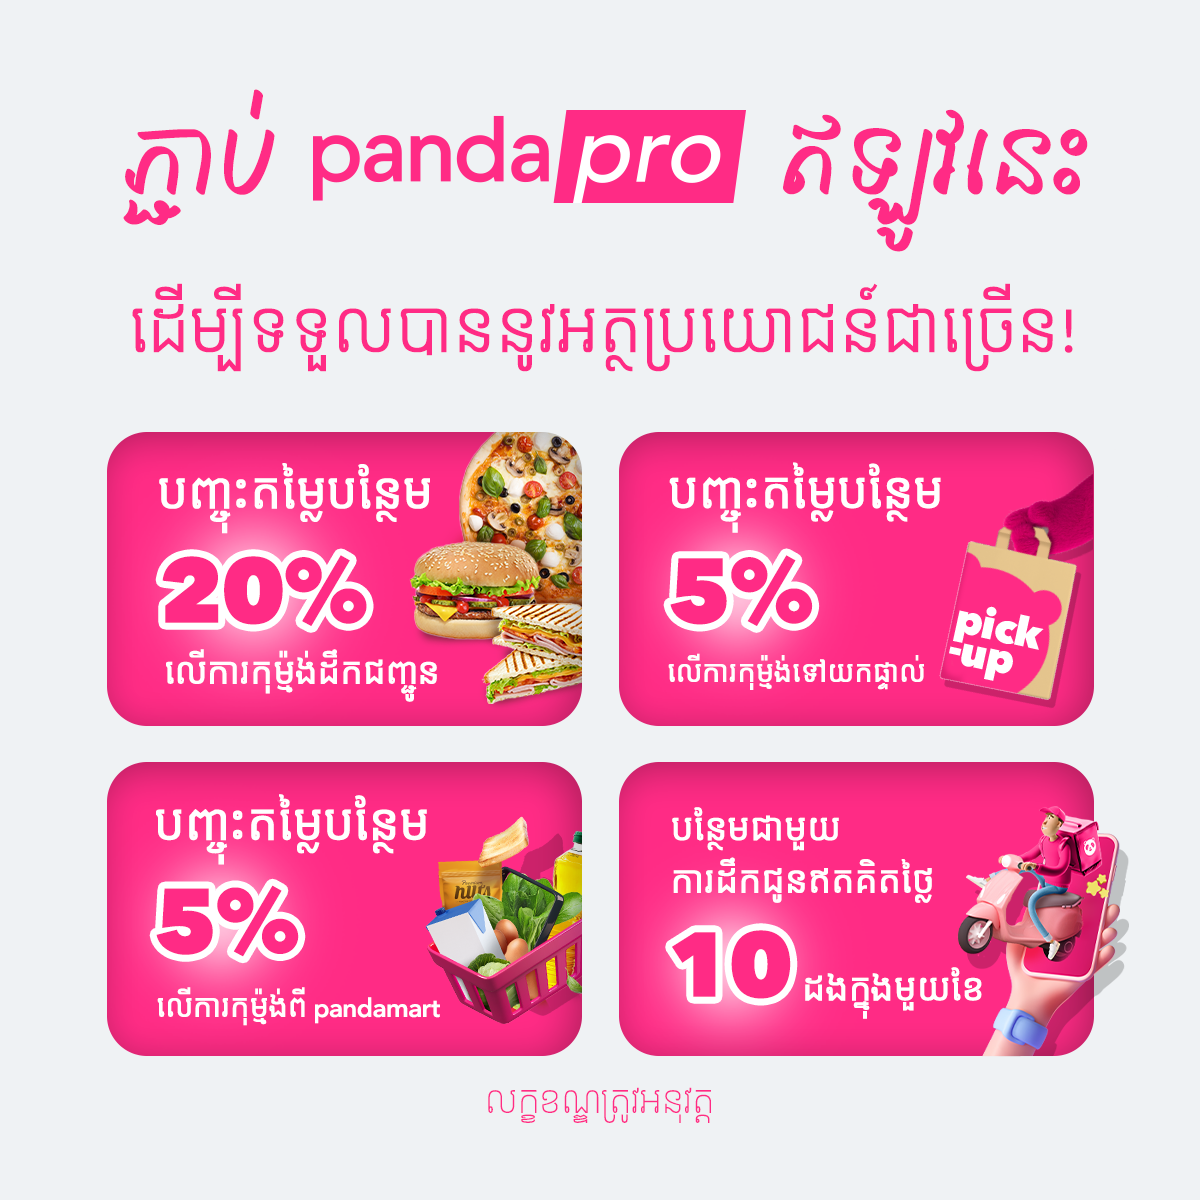 ភ្ជាប់ pandapro ឥឡូវនេះ
ដើម្បីទទួលបាននូវអត្ថប្រយោជន៍ជាច្រើន!
បញ្ចុះតម្លៃបន្ថែម
20%
លើការកុម្ម៉ង់ដឹកជញ្ជូន
បញ្ចុះតម្លៃបន្ថែម
5%
លើការកុម្ម៉ង់ទៅយកផ្ទាល់
pick
-up
បញ្ចុះតម្លៃបន្ថែម
5%
លើការកុម្ម៉ង់ពី pandamart
nuts
បន្ថែមជាមួយ
ការដឹកជូនឥតគិតថ្លៃ
10 ដងក្នុងមួយខែ
លក្ខខណ្ឌត្រូវអនុវត្ត